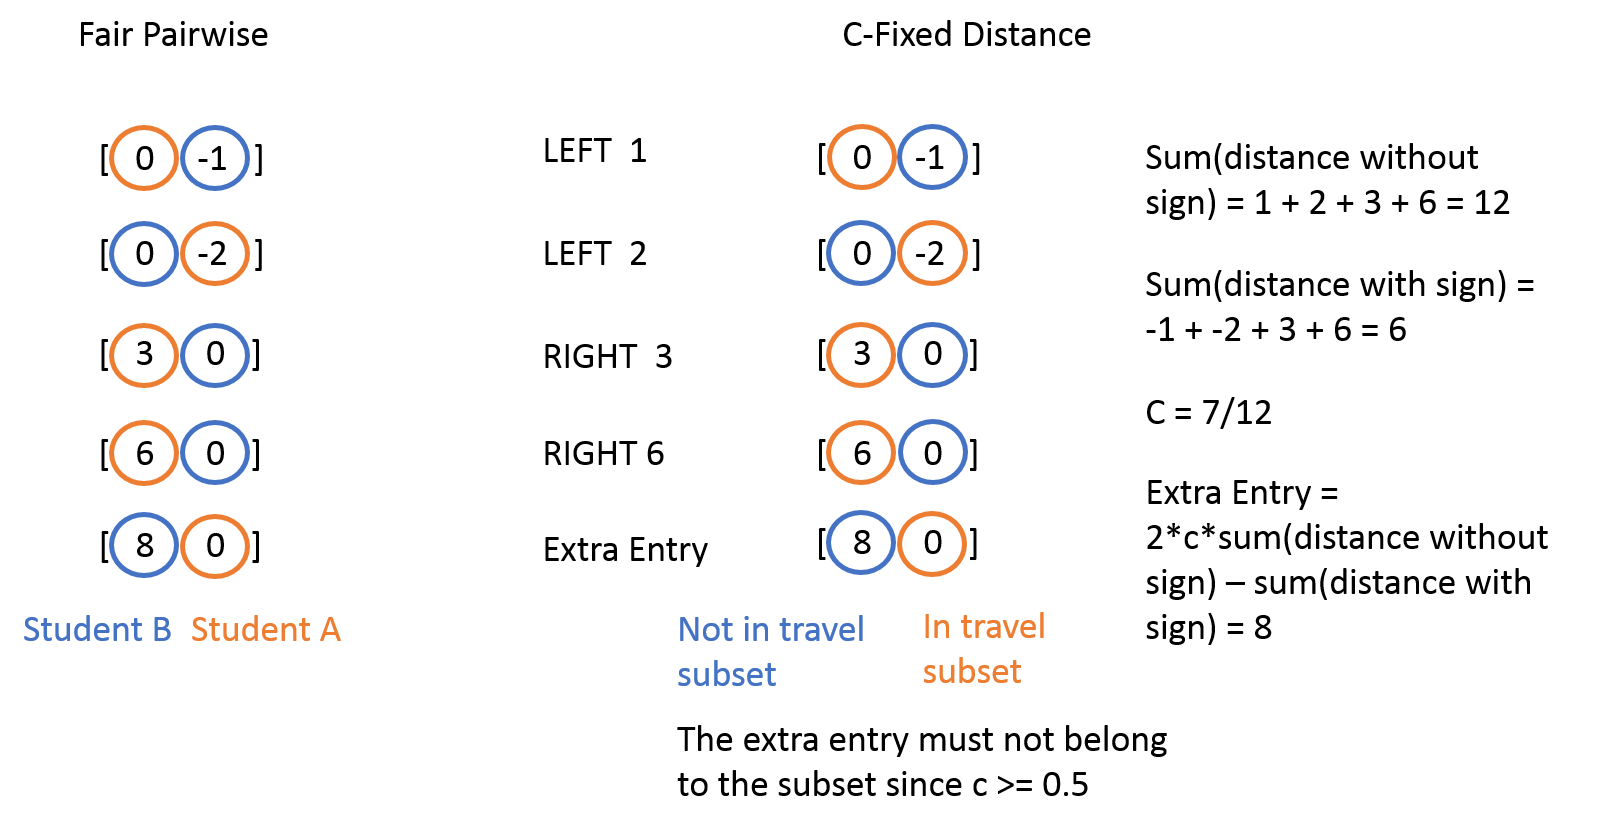 Fair Pairwise
C-Fixed Distance
[ 0 -1 ]
LEFT 1
[ 0 -1 ]
[ 0 -2 ]
LEFT 2
[ 0 -2 ]
[ 3 0 ]
RIGHT 3
[ 3 0 ]
[ 6 0 ]
RIGHT 6
[ 6 0 ]
[ 8 0 ]
Extra Entry
[ 8 0 ]
Student B Student A
Not in travel
subset
In travel
subset
The extra entry must not belong
to the subset since c >= 0.5
Sum(distance without
sign) = 1 + 2 + 3 + 6 = 12
Sum(distance with sign) =
-1 + -2 + 3 + 6 = 6
C = 7/12
Extra Entry =
2*c*sum(distance without
sign) – sum(distance with
sign) = 8